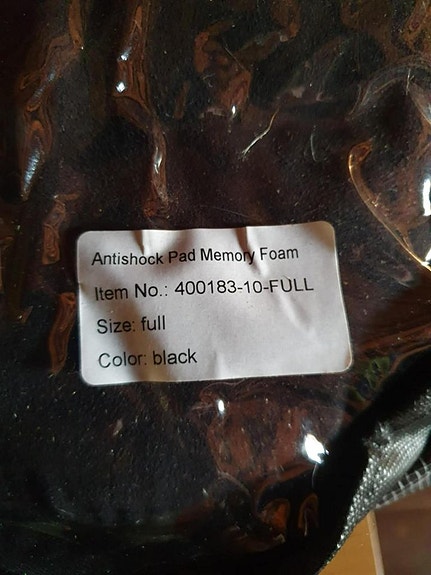 Antishock Pad Memory Foam
Item No.: 400183-10-FULL
Size: full
Color: black